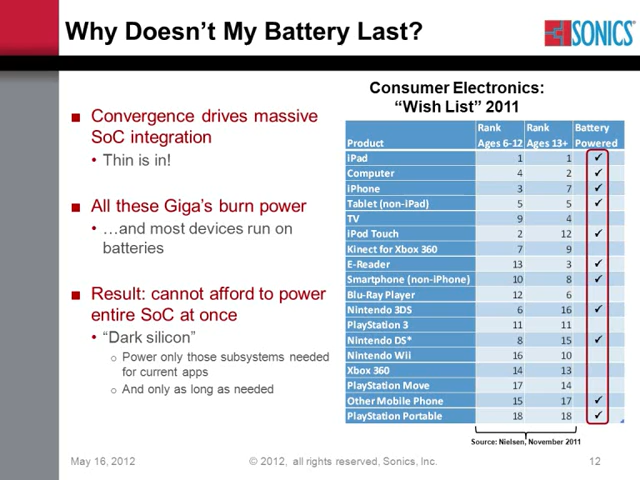 Why Doesn't My Battery Last?
SONICS
■ Convergence drives massive
SoC integration
• Thin is in!
■ All these Giga's burn power
• …and most devices run on
batteries
■ Result: cannot afford to power
entire SoC at once
• “Dark silicon”
o Power only those subsystems needed
for current apps
o And only as long as needed
Consumer Electronics:
“Wish List” 2011
Product Rank Ages 6-12 Rank Ages 13+ Battery Powered
iPad 1 1 ✓
Computer 4 2 ✓
iPhone 3 7 ✓
Tablet (non-iPad) 5 5 ✓
TV 9 4
iPod Touch 2 12 ✓
Kinect for Xbox 360 7 9
E-Reader 13 3 ✓
Smartphone (non-iPhone) 10 8 ✓
Blu-Ray Player 12 6
Nintendo 3DS 6 16 ✓
PlayStation 3 11 11
Nintendo DS* 8 15 ✓
Nintendo Wii 16 10
Xbox 360 14 13
PlayStation Move 17 14
Other Mobile Phone 15 17 ✓
PlayStation Portable 18 18 ✓
Source: Nielsen, November 2011
May 16, 2012 © 2012, all rights reserved, Sonics, Inc. 12